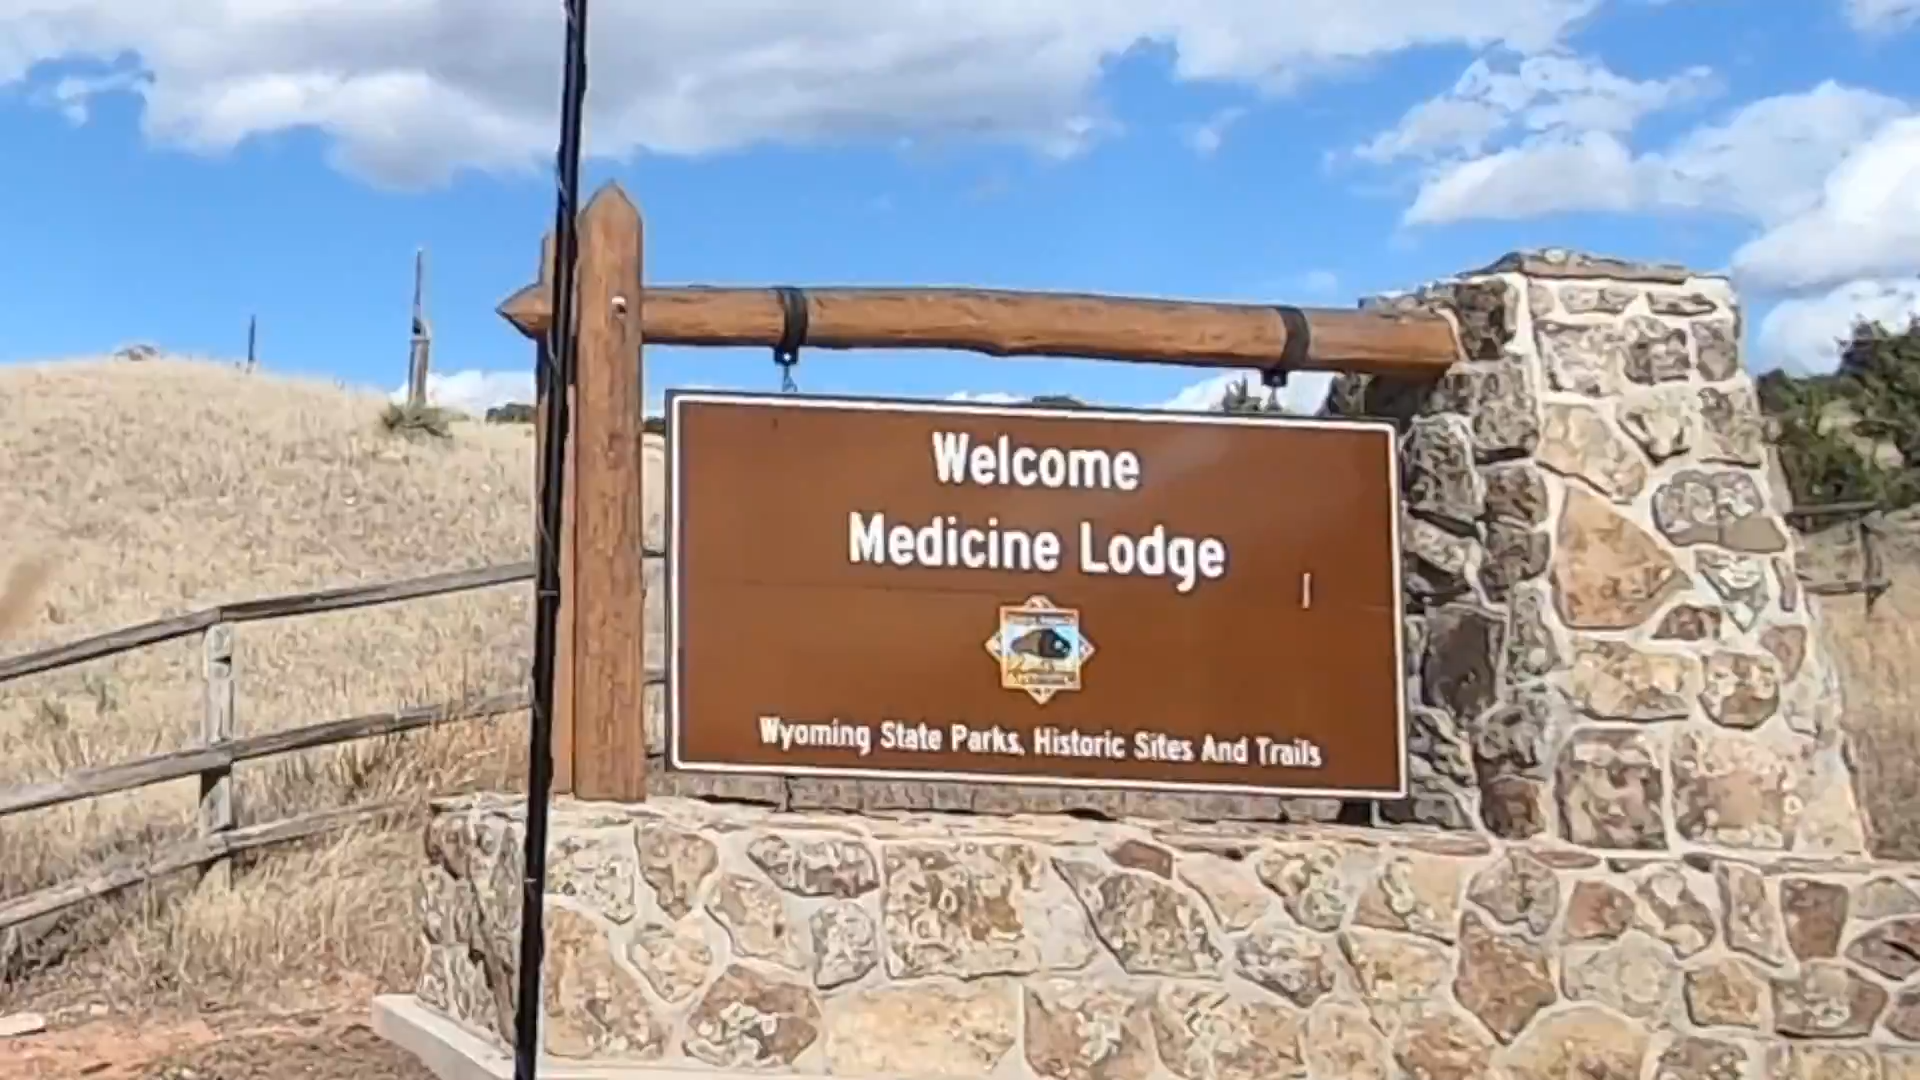 Welcome
Medicine Lodge
Wyoming State Parks, Historic Sites And Trails